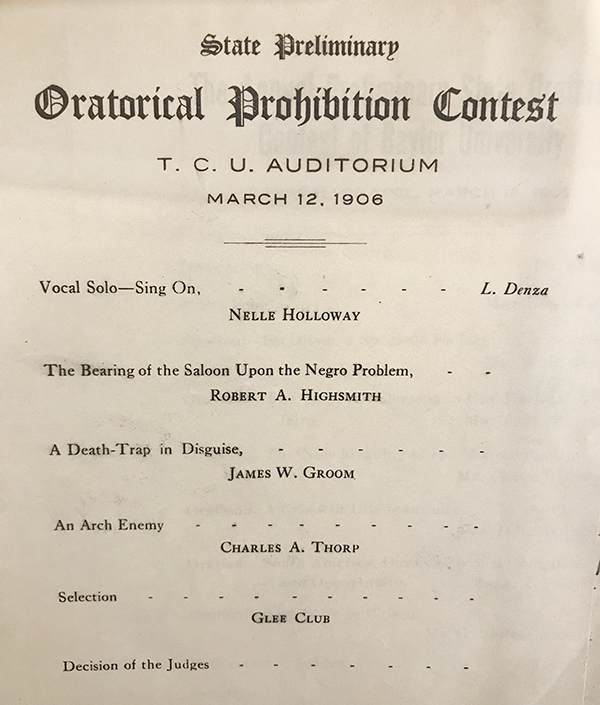 State Preliminary
Oratorical Prohibition Contest
T. C. U. AUDITORIUM
MARCH 12, 1906
Vocal Solo—Sing On, - - - - - - L. Denza
NELLE HOLLOWAY
The Bearing of the Saloon Upon the Negro Problem, - -
ROBERT A. HIGHSMITH
A Death-Trap in Disguise, - - - - - -
JAMES W. GROOM
An Arch Enemy - - - - - - - - -
CHARLES A. THORP
Selection - - - - - - - - - -
GLEE CLUB
Decision of the Judges - - - - - - -